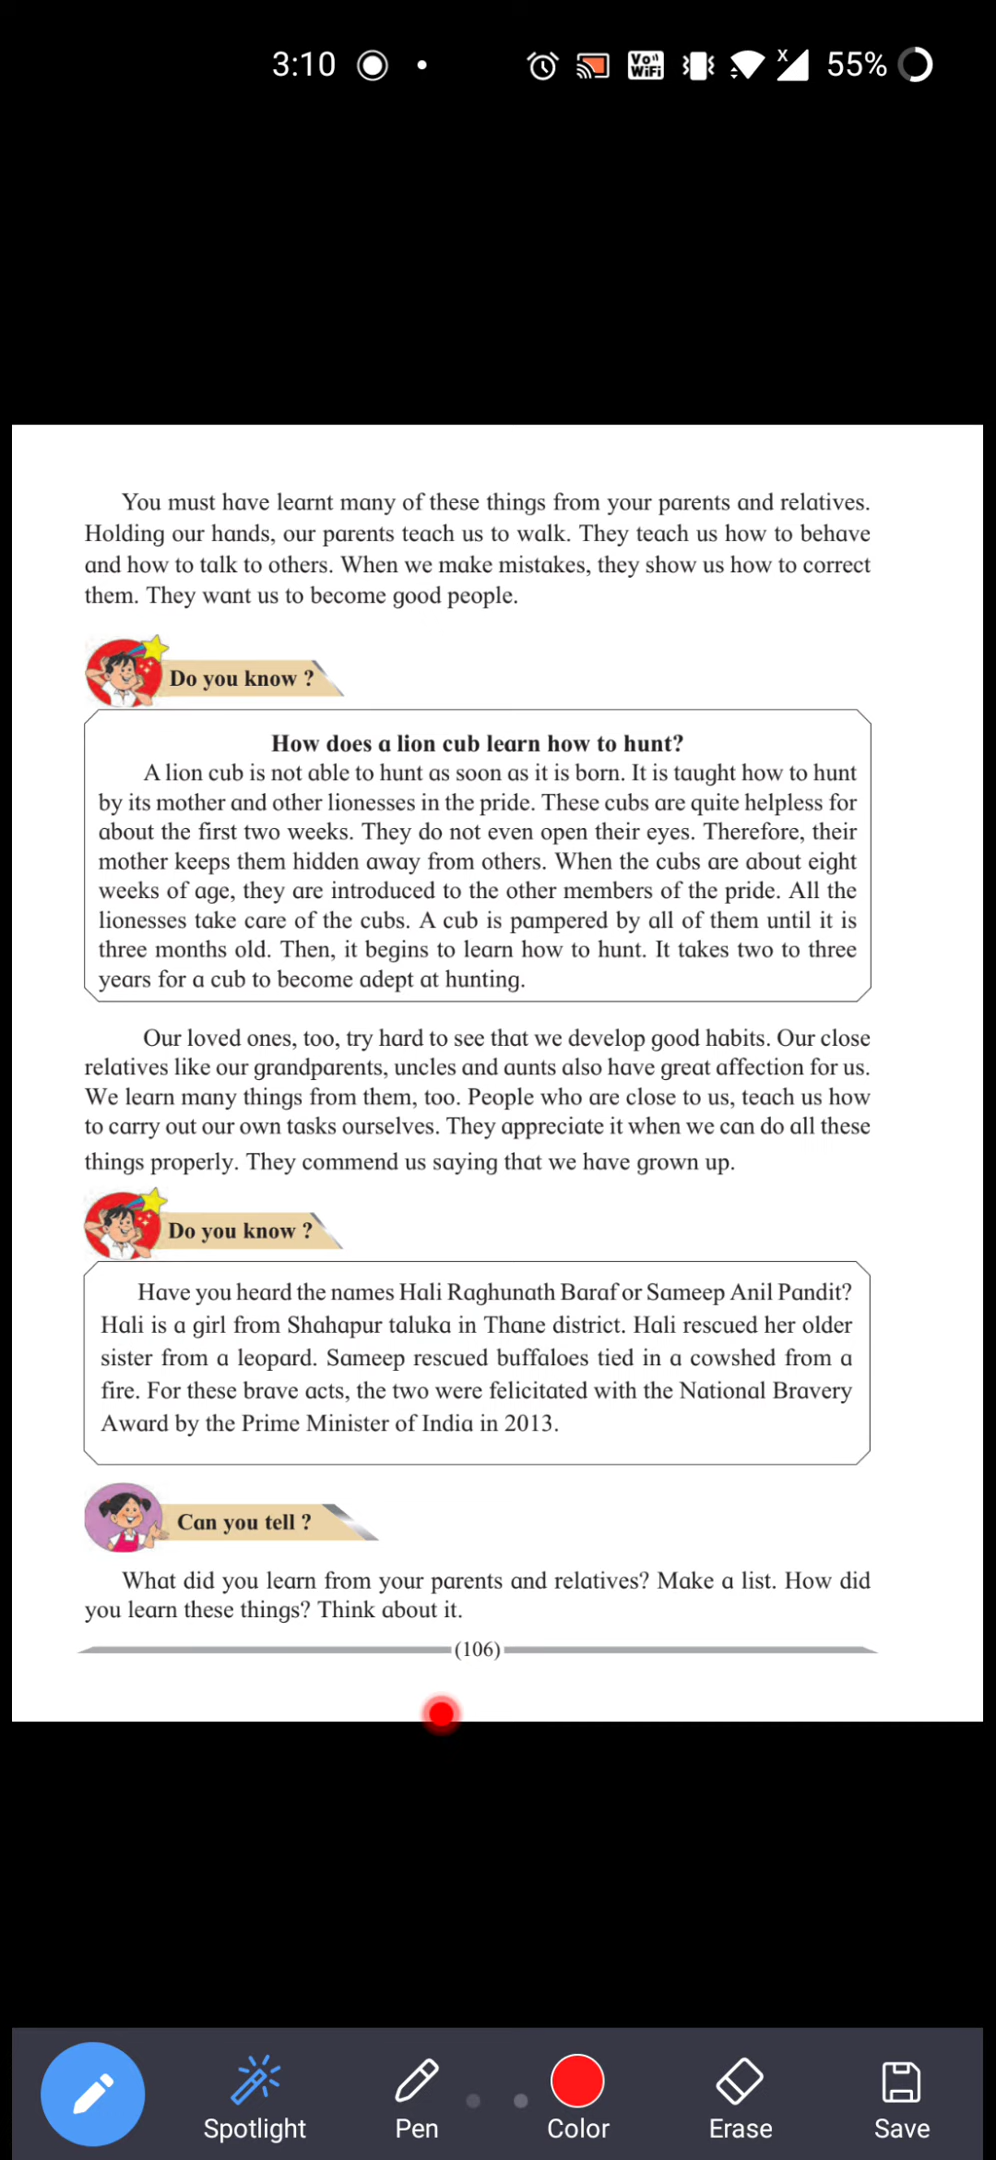 3:10
Vo)) WiFi
X
55%
You must have learnt many of these things from your parents and relatives.
Holding our hands, our parents teach us to walk. They teach us how to behave
and how to talk to others. When we make mistakes, they show us how to correct
them. They want us to become good people.
Do you know ?
How does a lion cub learn how to hunt?
A lion cub is not able to hunt as soon as it is born. It is taught how to hunt
by its mother and other lionesses in the pride. These cubs are quite helpless for
about the first two weeks. They do not even open their eyes. Therefore, their
mother keeps them hidden away from others. When the cubs are about eight
weeks of age, they are introduced to the other members of the pride. All the
lionesses take care of the cubs. A cub is pampered by all of them until it is
three months old. Then, it begins to learn how to hunt. It takes two to three
years for a cub to become adept at hunting.
Our loved ones, too, try hard to see that we develop good habits. Our close
relatives like our grandparents, uncles and aunts also have great affection for us.
We learn many things from them, too. People who are close to us, teach us how
to carry out our own tasks ourselves. They appreciate it when we can do all these
things properly. They commend us saying that we have grown up.
Do you know ?
Have you heard the names Hali Raghunath Baraf or Sameep Anil Pandit?
Hali is a girl from Shahapur taluka in Thane district. Hali rescued her older
sister from a leopard. Sameep rescued buffaloes tied in a cowshed from a
fire. For these brave acts, the two were felicitated with the National Bravery
Award by the Prime Minister of India in 2013.
Can you tell ?
What did you learn from your parents and relatives? Make a list. How did
you learn these things? Think about it.
(106)
Spotlight Pen Color Erase Save